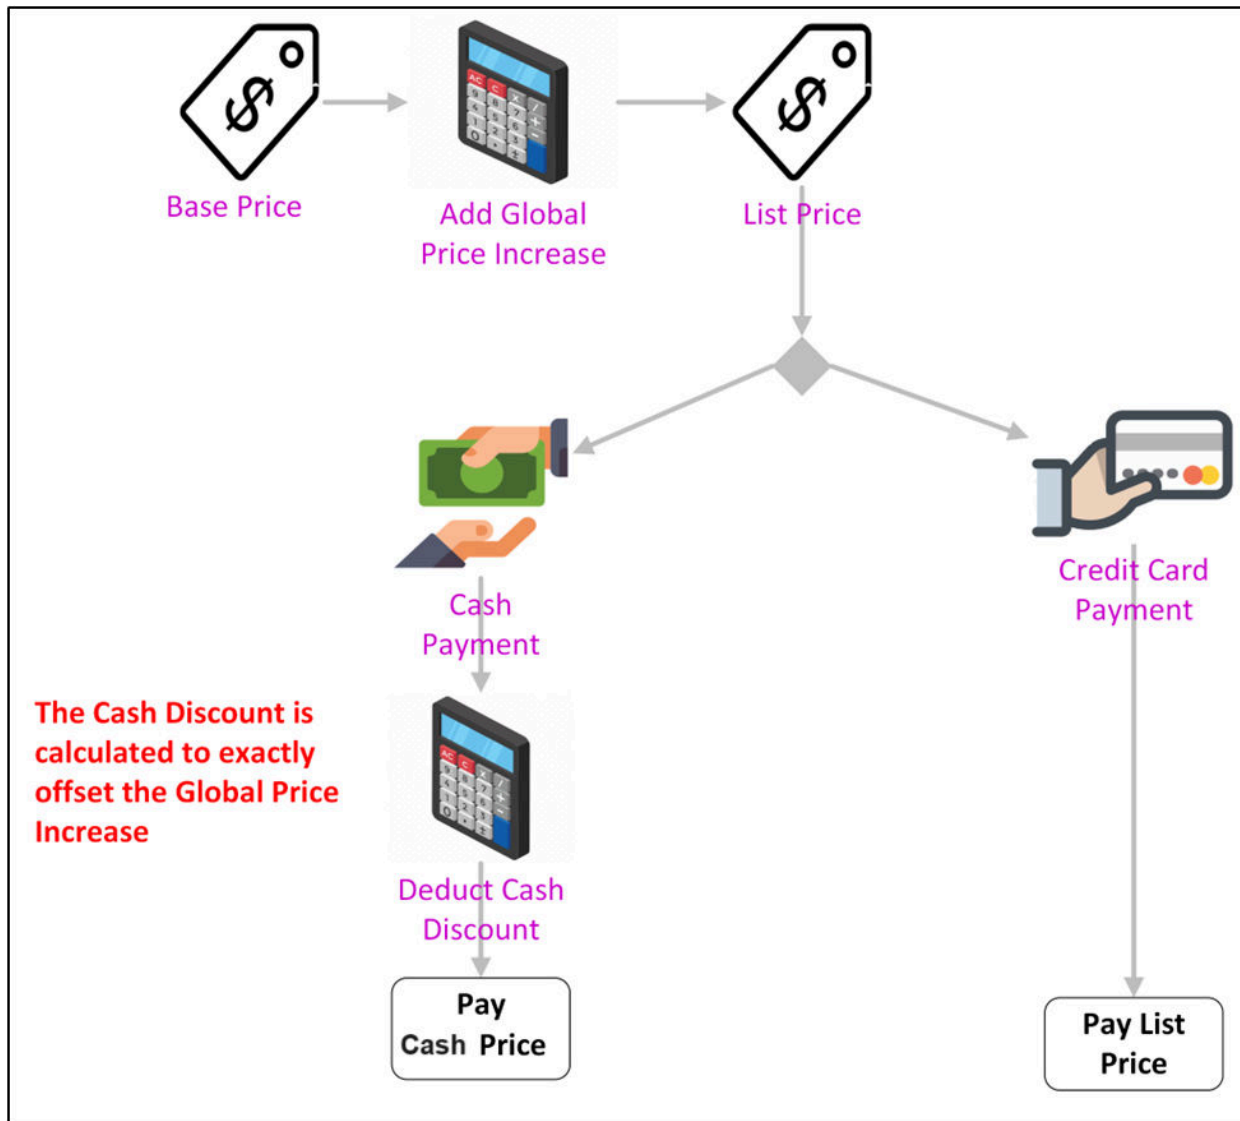 Base Price
Add Global
Price Increase
List Price
Cash
Payment
Credit Card
Payment
The Cash Discount is
calculated to exactly
offset the Global Price
Increase
Deduct Cash
Discount
Pay
Cash Price
Pay List
Price